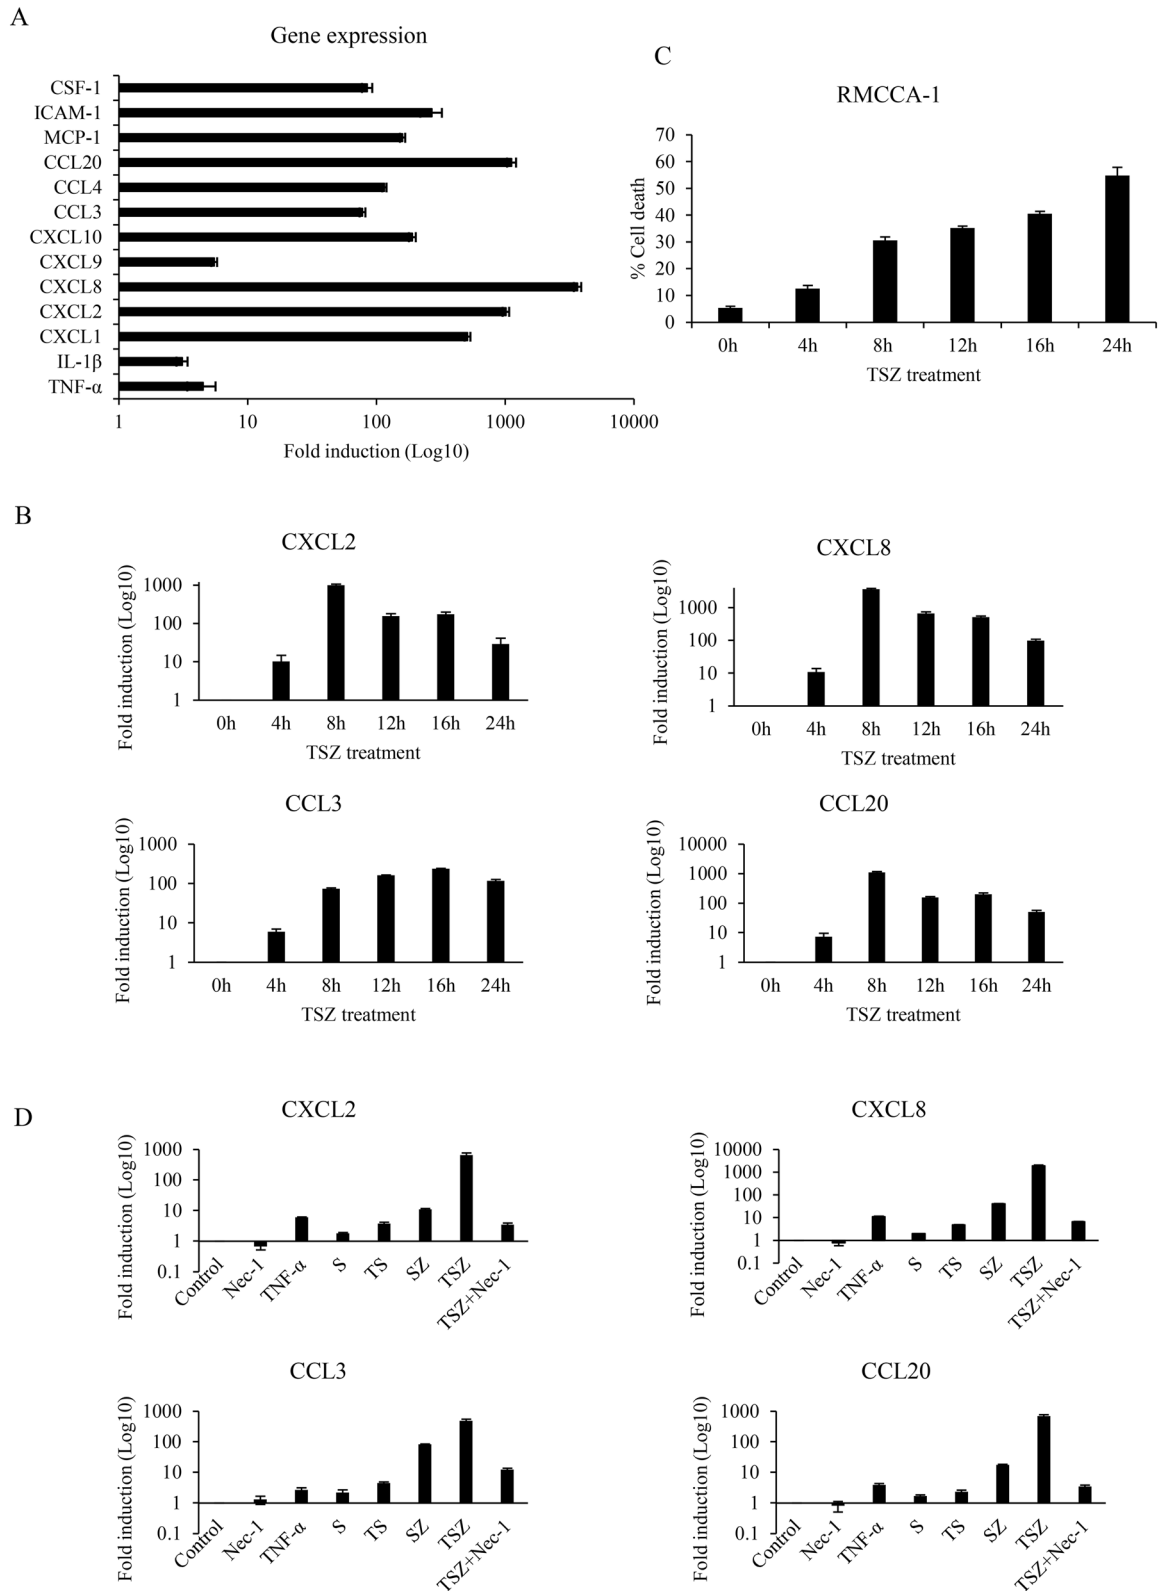 A
Gene expression
CSF-1
ICAM-1
MCP-1
CCL20
CCL4
CCL3
CXCL10
CXCL9
CXCL8
CXCL2
CXCL1
IL-1β
TNF-α
1 10 100 1000 10000
Fold induction (Log10)
C
RMCCA-1
% Cell death
70
60
50
40
30
20
10
0
0h 4h 8h 12h 16h 24h
TSZ treatment
B
CXCL2
Fold induction (Log10)
1000
100
10
1
0h 4h 8h 12h 16h 24h
TSZ treatment
CXCL8
Fold induction (Log10)
1000
100
10
1
0h 4h 8h 12h 16h 24h
TSZ treatment
CCL3
Fold induction (Log10)
1000
100
10
1
0h 4h 8h 12h 16h 24h
TSZ treatment
CCL20
Fold induction (Log10)
10000
1000
100
10
1
0h 4h 8h 12h 16h 24h
TSZ treatment
D
CXCL2
Fold induction (Log10)
1000
100
10
1
0.1
Control Nec-1 TNF-α S TS SZ TSZ TSZ+Nec-1
CXCL8
Fold induction (Log10)
10000
1000
100
10
1
0.1
Control Nec-1 TNF-α S TS SZ TSZ TSZ+Nec-1
CCL3
Fold induction (Log10)
1000
100
10
1
0.1
Control Nec-1 TNF-α S TS SZ TSZ TSZ+Nec-1
CCL20
Fold induction (Log10)
1000
100
10
1
0.1
Control Nec-1 TNF-α S TS SZ TSZ TSZ+Nec-1